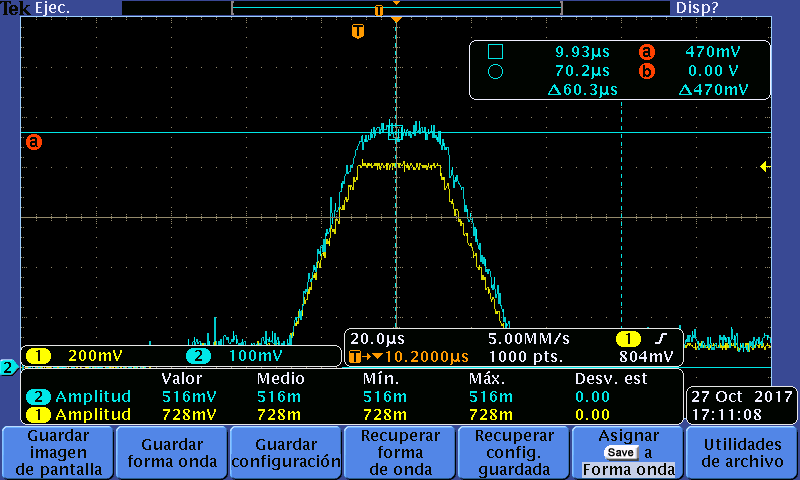 Tek Ejec. Disp?
T
T
9.93µs a 470mV
70.2µs b 0.00 V
Δ60.3µs Δ470mV
a
20.0µs 5.00MM/s 1 804mV
T→▼10.2000µs 1000 pts.
1 200mV 2 100mV
2
Valor Medio Mín. Máx. Desv. est
2 Amplitud 516mV 516m 516m 516m 0.00
1 Amplitud 728mV 728m 728m 728m 0.00
27 Oct 2017
17:11:08
Guardar
imagen
de pantalla
Guardar
forma onda
Guardar
configuración
Recuperar
forma
de onda
Recuperar
config.
guardada
Asignar
Save a
Forma onda
Utilidades
de archivo